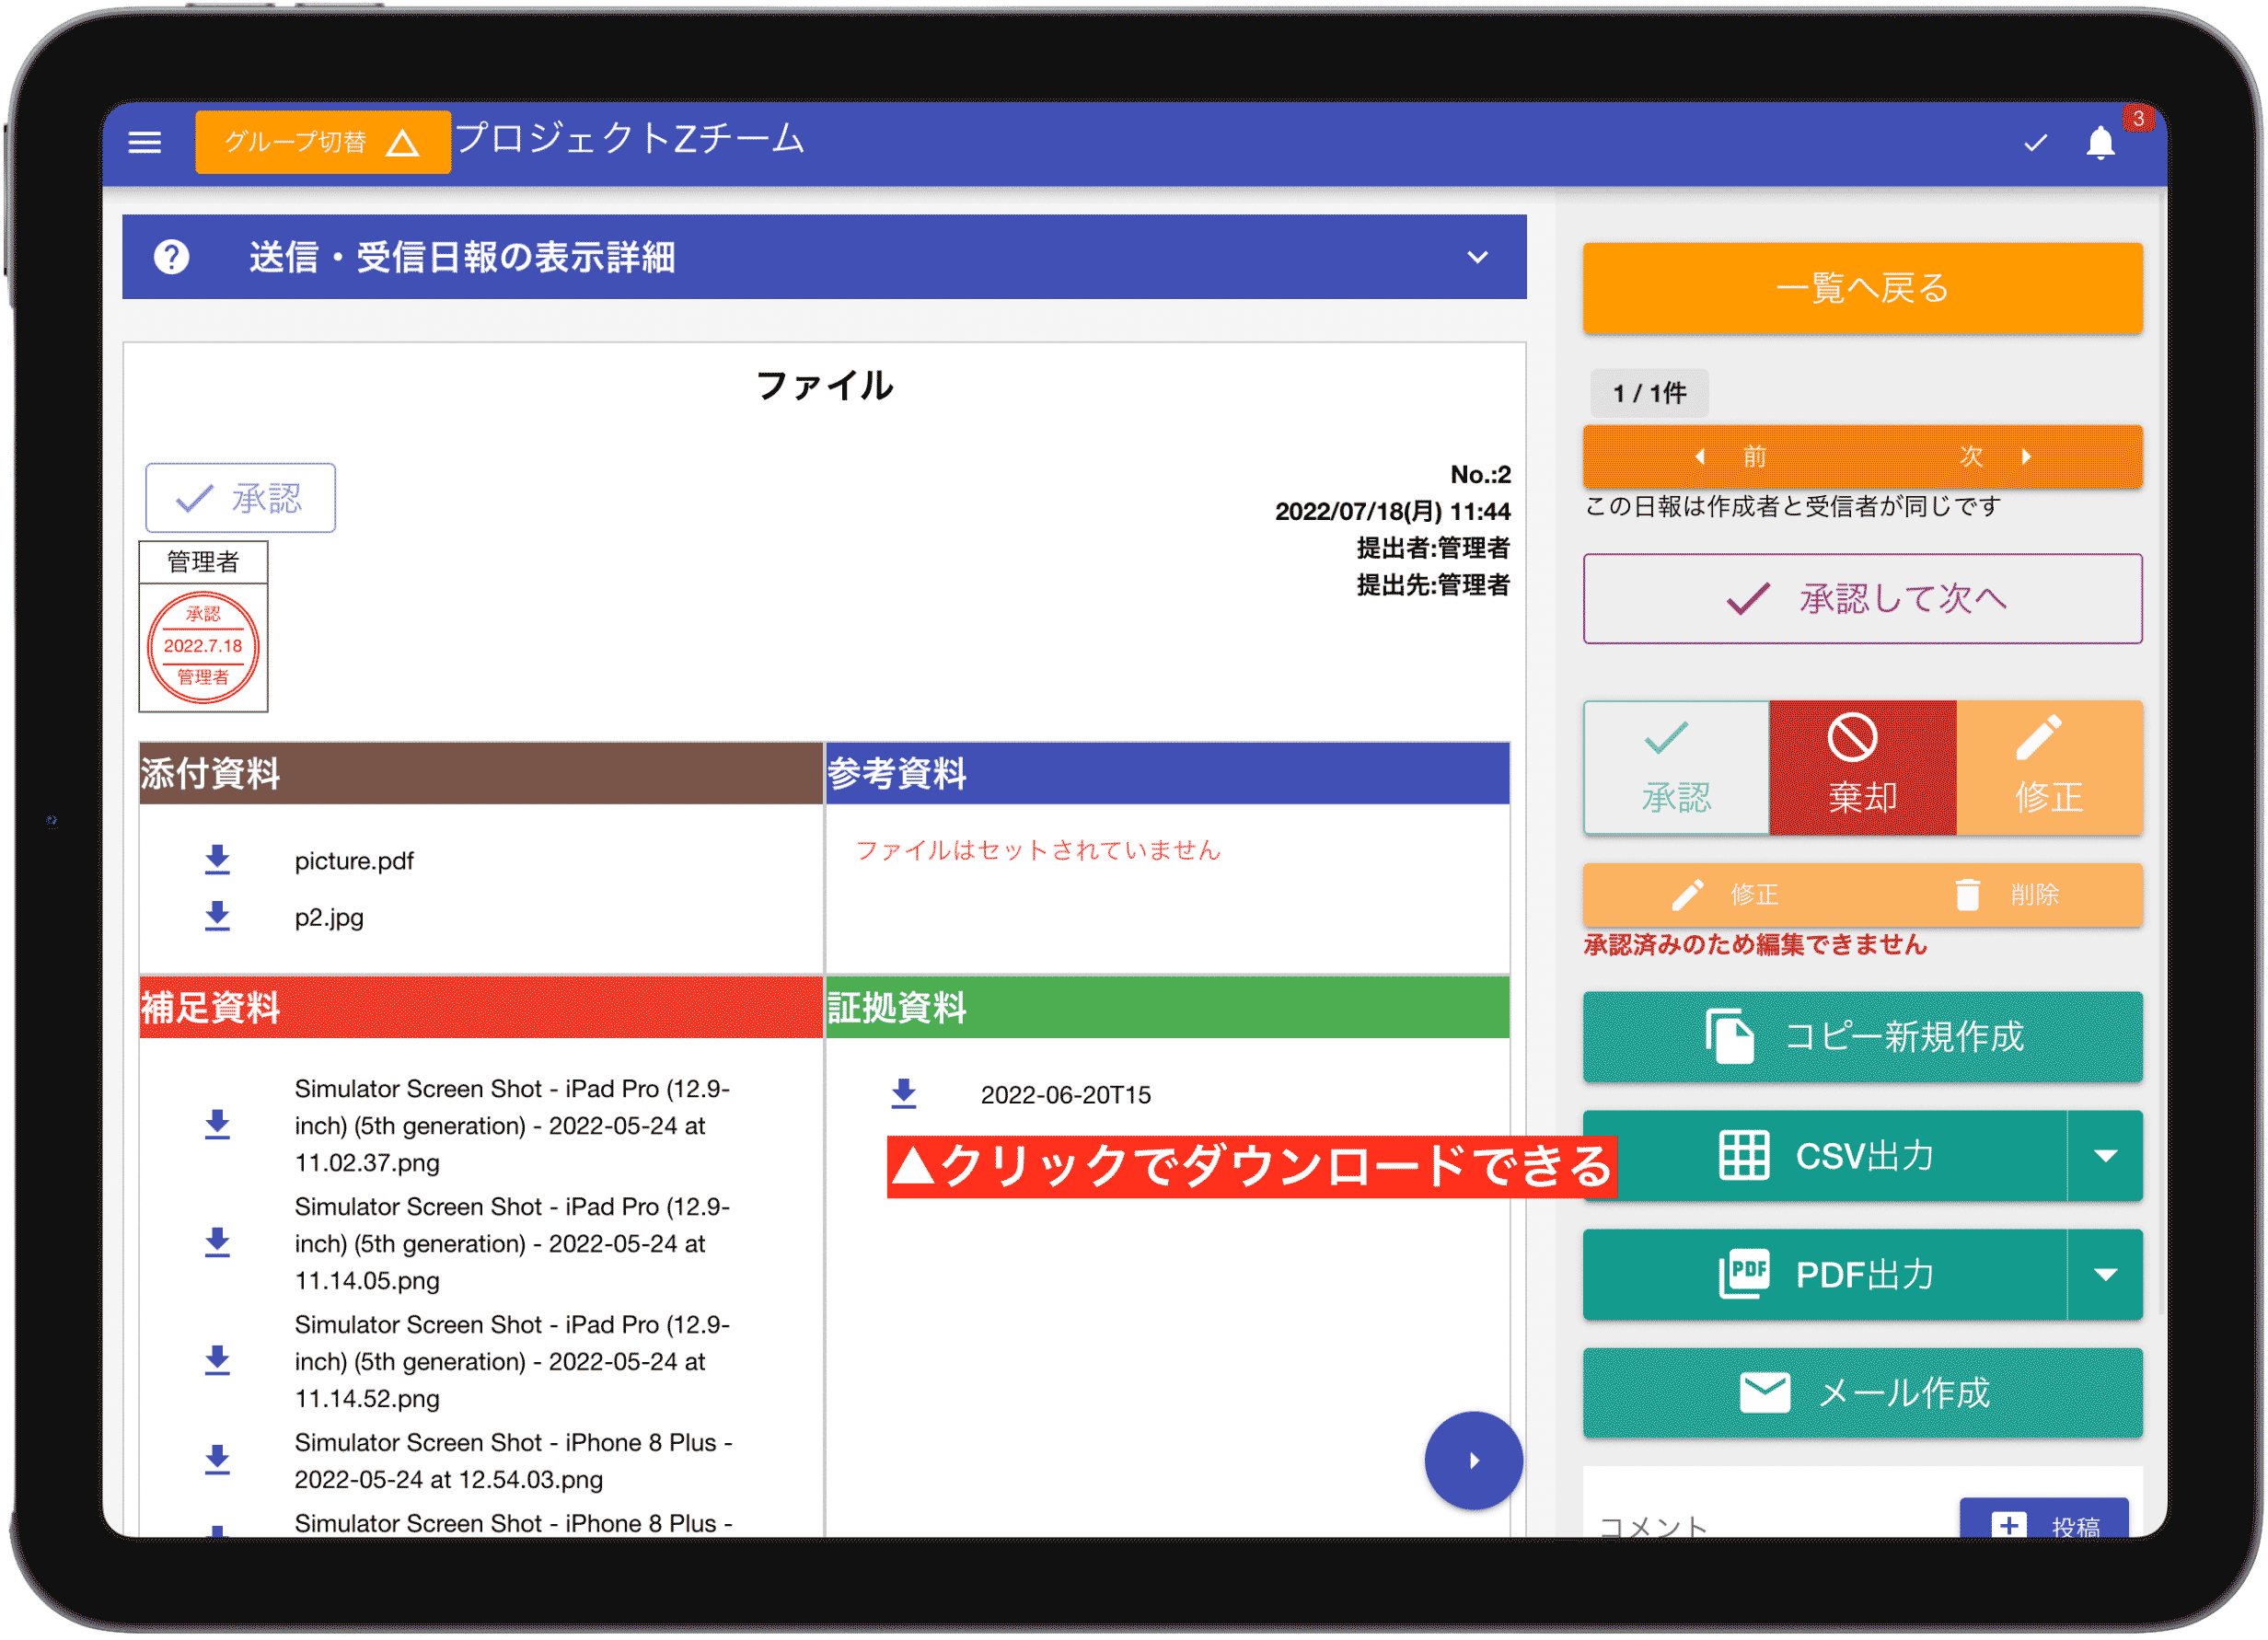 グループ切替
プロジェクトZチーム
3
送信・受信日報の表示詳細
ファイル
承認
No.:2
2022/07/18(月) 11:44
提出者:管理者
提出先:管理者
管理者
承認
2022.7.18
管理者
添付資料
picture.pdf
p2.jpg
参考資料
ファイルはセットされていません
補足資料
Simulator Screen Shot - iPad Pro (12.9-
inch) (5th generation) - 2022-05-24 at
11.02.37.png
Simulator Screen Shot - iPad Pro (12.9-
inch) (5th generation) - 2022-05-24 at
11.14.05.png
Simulator Screen Shot - iPad Pro (12.9-
inch) (5th generation) - 2022-05-24 at
11.14.52.png
Simulator Screen Shot - iPhone 8 Plus -
2022-05-24 at 12.54.03.png
Simulator Screen Shot - iPhone 8 Plus -
証拠資料
2022-06-20T15
▲クリックでダウンロードできる
一覧へ戻る
1 / 1件
前 次
この日報は作成者と受信者が同じです
承認して次へ
承認 棄却 修正
修正 削除
承認済みのため編集できません
コピー新規作成
CSV出力
PDF PDF出力
メール作成
コメント 投稿